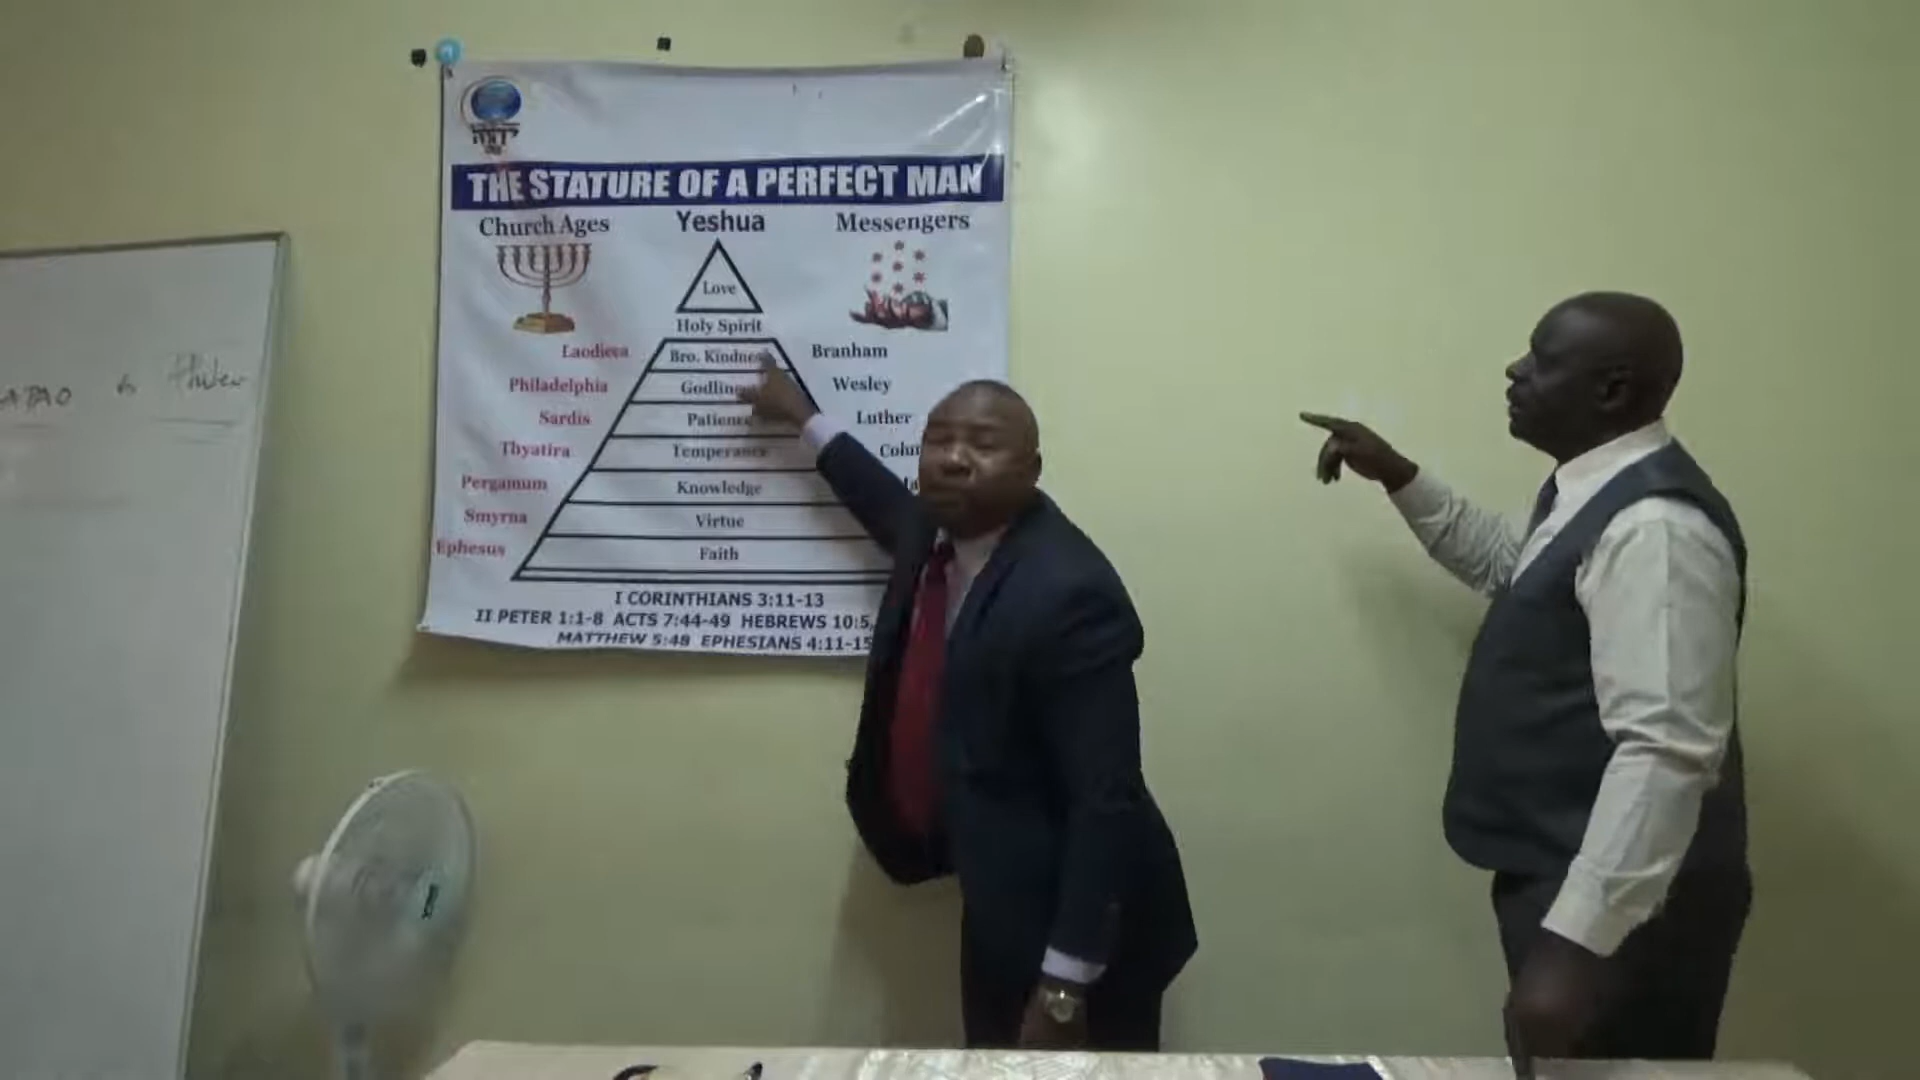 THE STATURE OF A PERFECT MAN
Church Ages Yeshua Messengers
Love
Holy Spirit
Laodicea Bro. Kindnes Branham
Philadelphia Godlines Wesley
Sardis Patience Luther
Thyatira Temperance Colu
Pergamum Knowledge
Smyrna Virtue
Ephesus Faith
I CORINTHIANS 3:11-13
II PETER 1:1-8 ACTS 7:44-49 HEBREWS 10:5,
MATTHEW 5:48 EPHESIANS 4:11-15